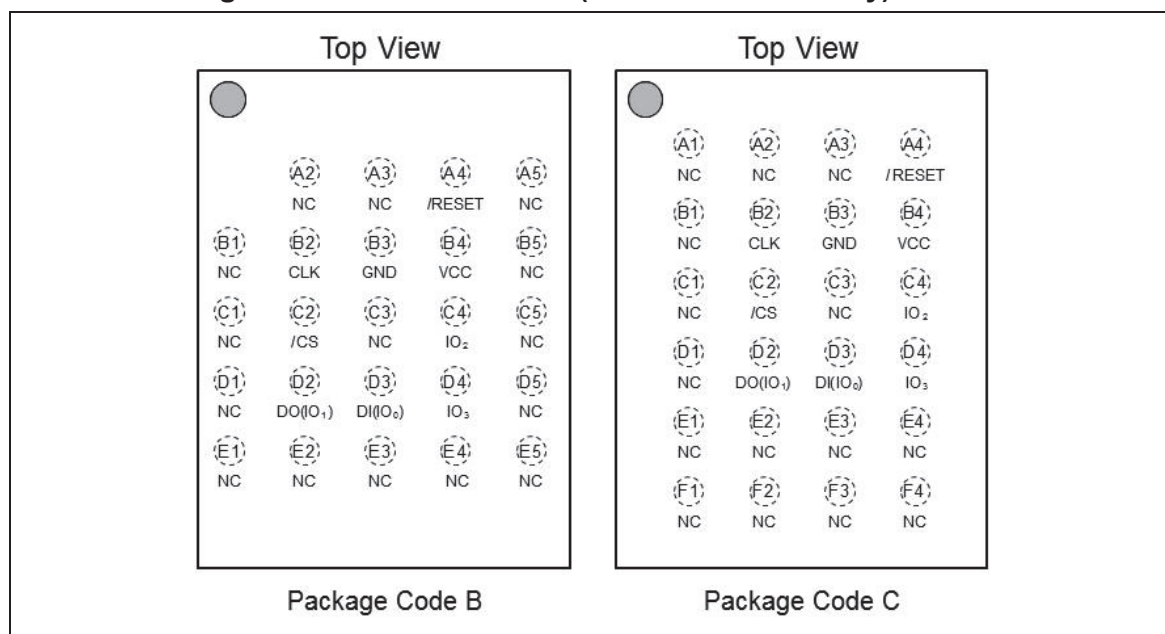 Top View
A2 A3 A4 A5
NC NC /RESET NC
B1 B2 B3 B4 B5
NC CLK GND VCC NC
C1 C2 C3 C4 C5
NC /CS NC IO₂ NC
D1 D2 D3 D4 D5
NC DO(IO₁) DI(IO₀) IO₃ NC
E1 E2 E3 E4 E5
NC NC NC NC NC
Package Code B
Top View
A1 A2 A3 A4
NC NC NC /RESET
B1 B2 B3 B4
NC CLK GND VCC
C1 C2 C3 C4
NC /CS NC IO₂
D1 D2 D3 D4
NC DO(IO₁) DI(IO₀) IO₃
E1 E2 E3 E4
NC NC NC NC
F1 F2 F3 F4
NC NC NC NC
Package Code C